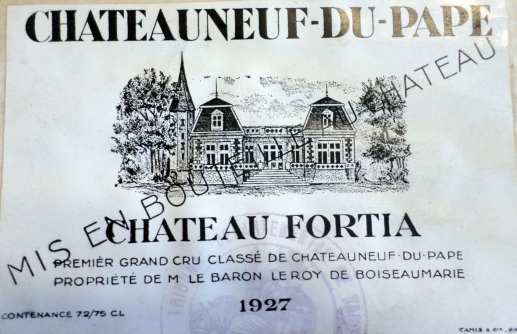 CHATEAUNEUF-DU-PAPE
MIS EN BOUTEILLE DU CHATEAU
CHATEAU FORTIA
PREMIER GRAND CRU CLASSÉ DE CHATEAUNEUF-DU-PAPE
PROPRIÉTÉ DE M LE BARON LE ROY DE BOISEAUMARIE
1927
CONTENANCE 72/75 CL